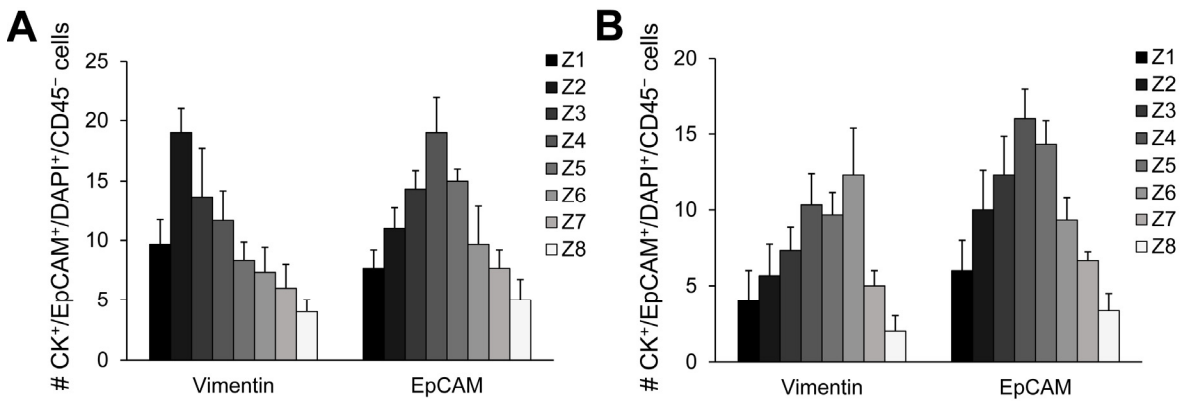 A
# CK⁺/EpCAM⁺/DAPI⁺/CD45⁻ cells
25
20
15
10
5
0
Vimentin
EpCAM
Z1
Z2
Z3
Z4
Z5
Z6
Z7
Z8
B
# CK⁺/EpCAM⁺/DAPI⁺/CD45⁻ cells
20
15
10
5
0
Vimentin
EpCAM
Z1
Z2
Z3
Z4
Z5
Z6
Z7
Z8